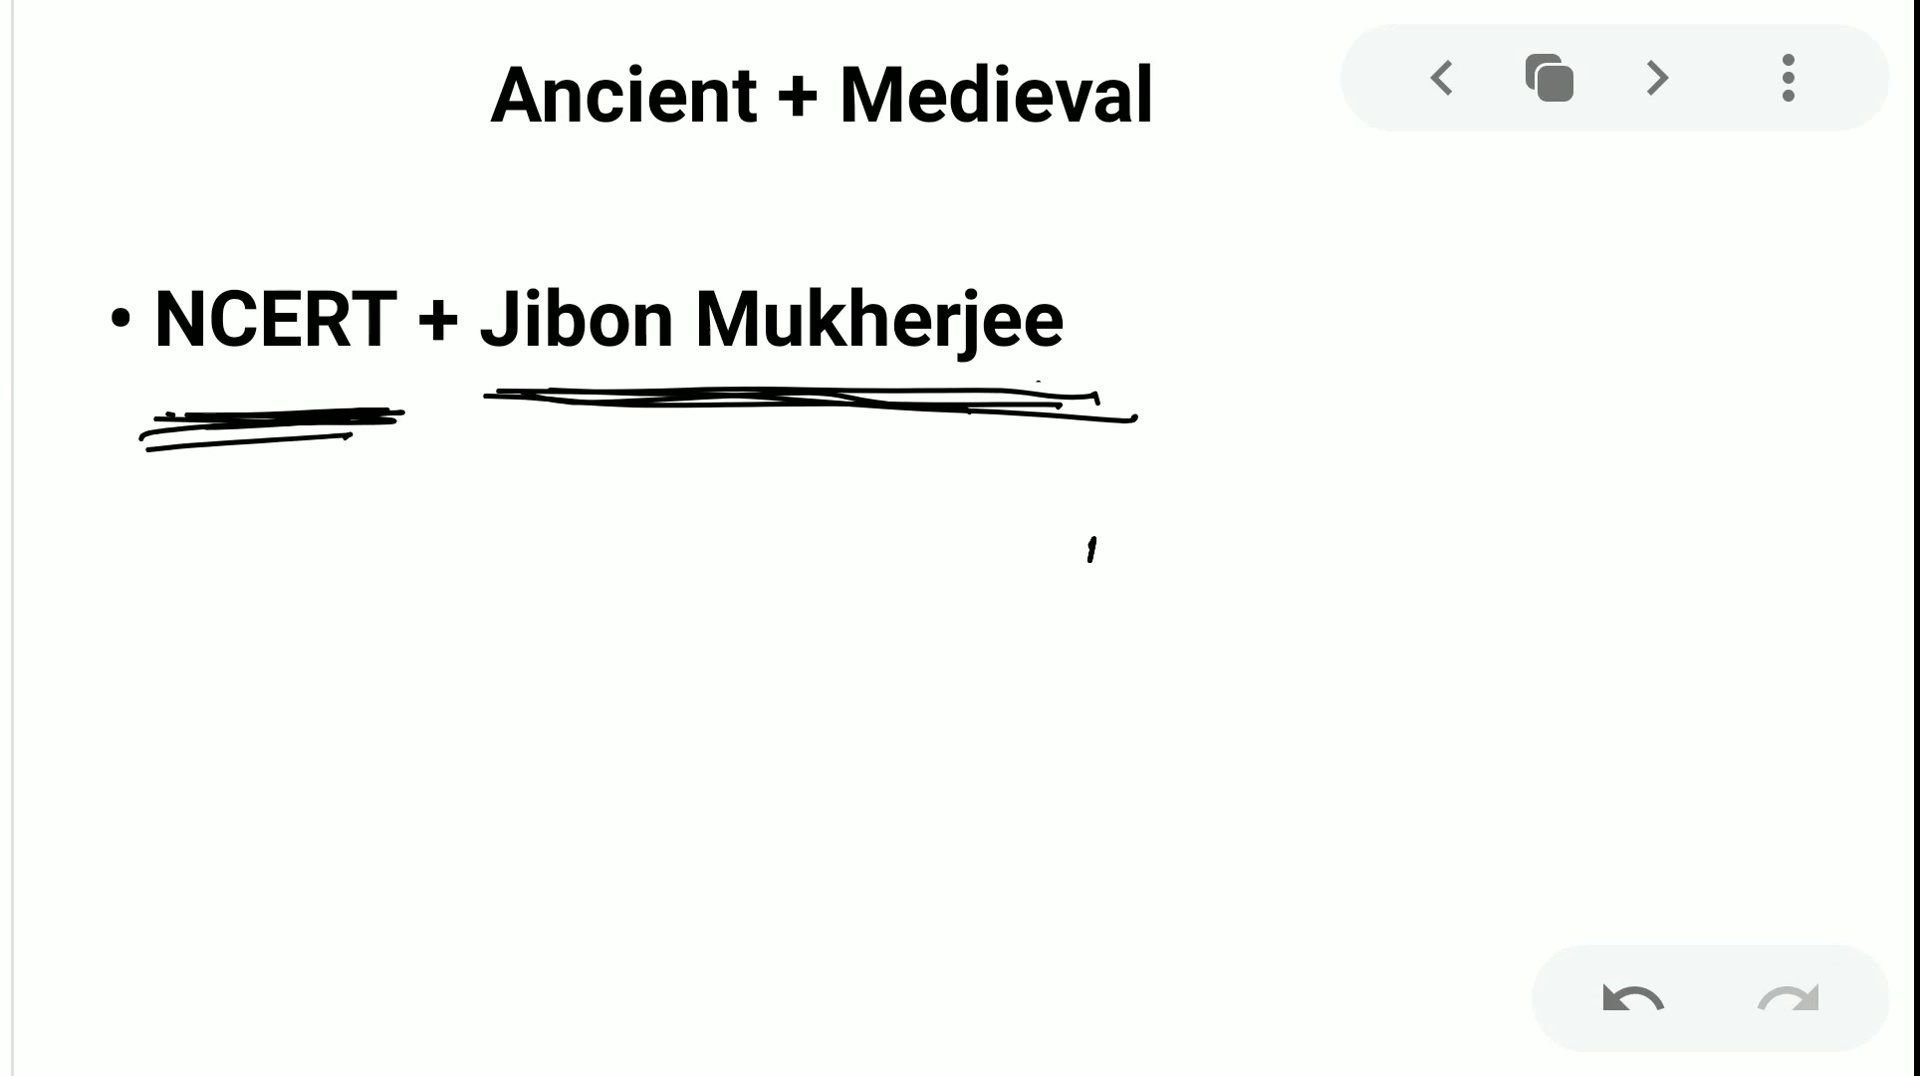 Ancient + Medieval
• NCERT + Jibon Mukherjee